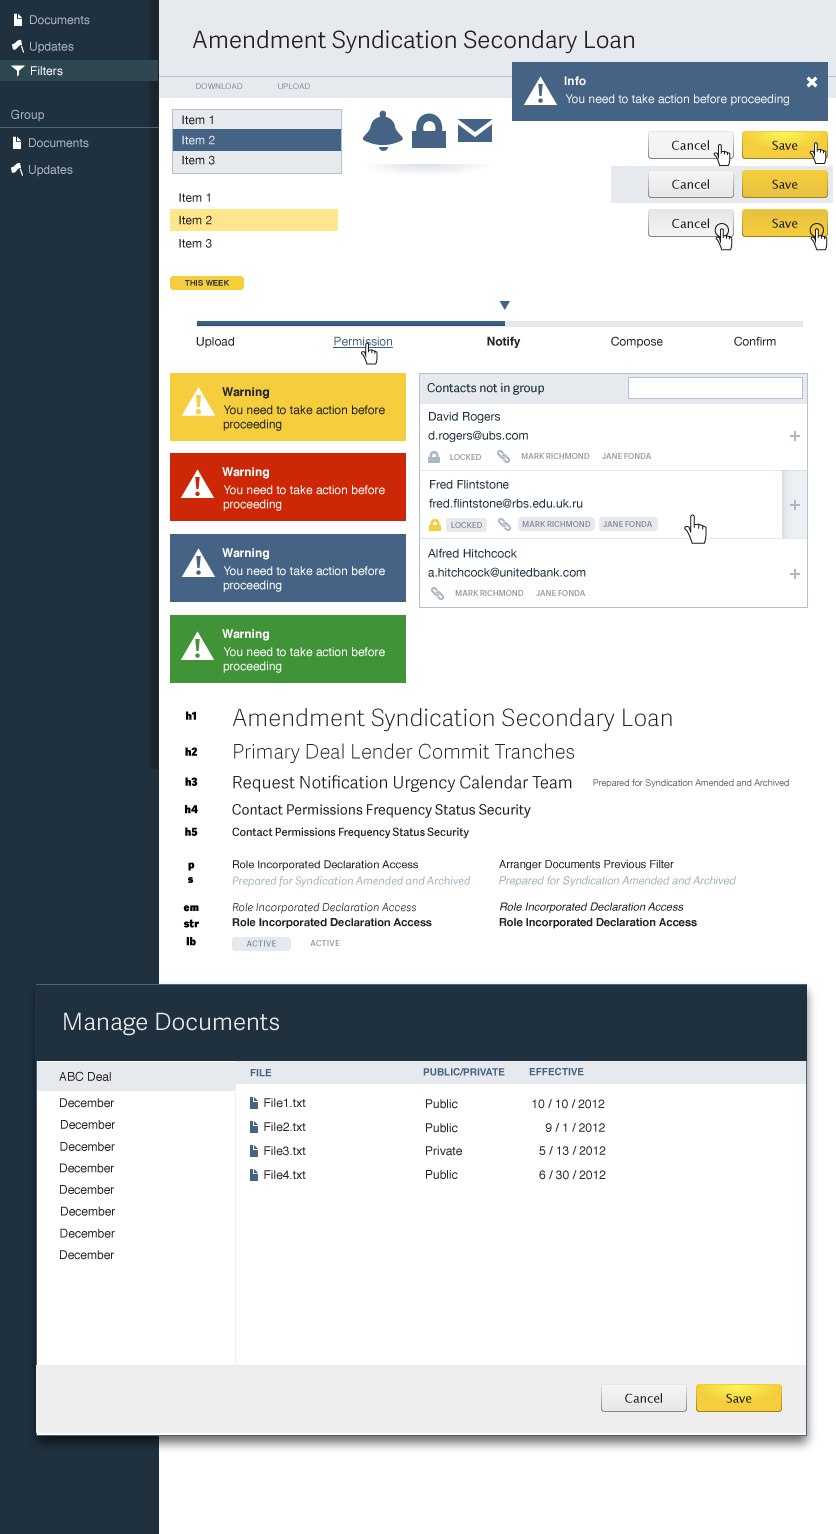 Documents
Updates
Filters
Group
Documents
Updates
Amendment Syndication Secondary Loan
DOWNLOAD UPLOAD
Info
You need to take action before proceeding
Item 1
Item 2
Item 3
Item 1
Item 2
Item 3
Cancel Save
Cancel Save
Cancel Save
THIS WEEK
Upload Permission Notify Compose Confirm
Warning
You need to take action before
proceeding
Warning
You need to take action before
proceeding
Warning
You need to take action before
proceeding
Warning
You need to take action before
proceeding
Contacts not in group
David Rogers
d.rogers@ubs.com
LOCKED MARK RICHMOND JANE FONDA
Fred Flintstone
fred.flintstone@rbs.edu.uk.ru
LOCKED MARK RICHMOND JANE FONDA
Alfred Hitchcock
a.hitchcock@unitedbank.com
MARK RICHMOND JANE FONDA
h1 Amendment Syndication Secondary Loan
h2 Primary Deal Lender Commit Tranches
h3 Request Notification Urgency Calendar Team Prepared for Syndication Amended and Archived
h4 Contact Permissions Frequency Status Security
h5 Contact Permissions Frequency Status Security
p Role Incorporated Declaration Access Arranger Documents Previous Filter
s Prepared for Syndication Amended and Archived Prepared for Syndication Amended and Archived
em Role Incorporated Declaration Access Role Incorporated Declaration Access
str Role Incorporated Declaration Access Role Incorporated Declaration Access
lb ACTIVE ACTIVE
Manage Documents
ABC Deal
December
December
December
December
December
December
December
December
FILE PUBLIC/PRIVATE EFFECTIVE
File1.txt Public 10 / 10 / 2012
File2.txt Public 9 / 1 / 2012
File3.txt Private 5 / 13 / 2012
File4.txt Public 6 / 30 / 2012
Cancel Save